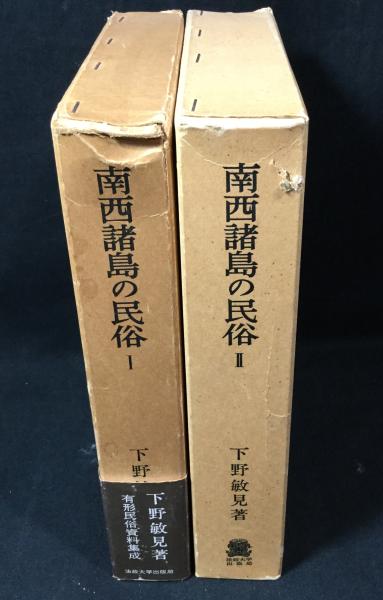 南西諸島の民俗 Ⅰ
下野
下野敏見著
有形民俗資料集成
法政大学出版局
南西諸島の民俗 Ⅱ
下野敏見著
法政大学
出版局